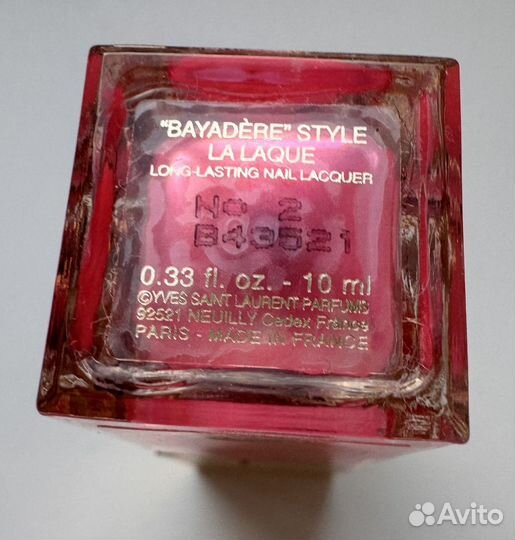 "BAYADÈRE" STYLE
LA LAQUE
LONG-LASTING NAIL LACQUER
No 2
B43521
0.33 fl. oz. - 10 ml
©YVES SAINT LAURENT PARFUMS
92521 NEUILLY Cedex France
PARIS - MADE IN FRANCE
Avito